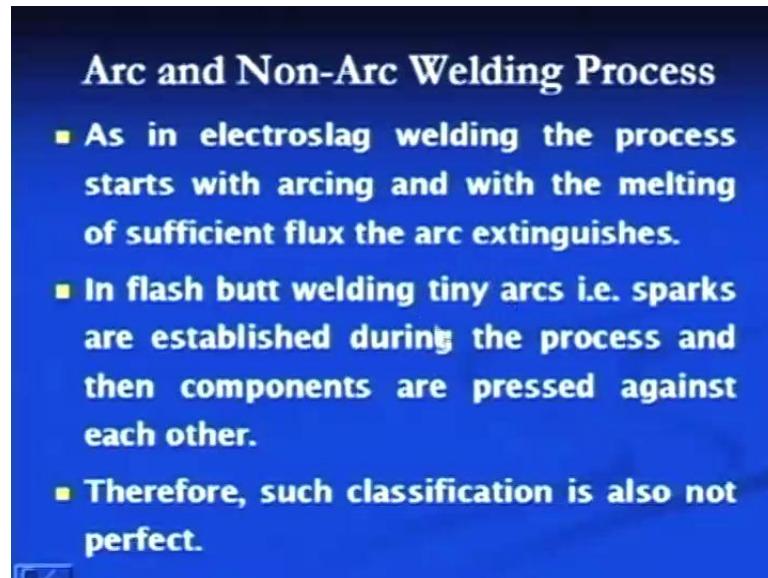 Arc and Non-Arc Welding Process
As in electroslag welding the process
starts with arcing and with the melting
of sufficient flux the arc extinguishes.
In flash butt welding tiny arcs i.e. sparks
are established during the process and
then components are pressed against
each other.
Therefore, such classification is also not
perfect.